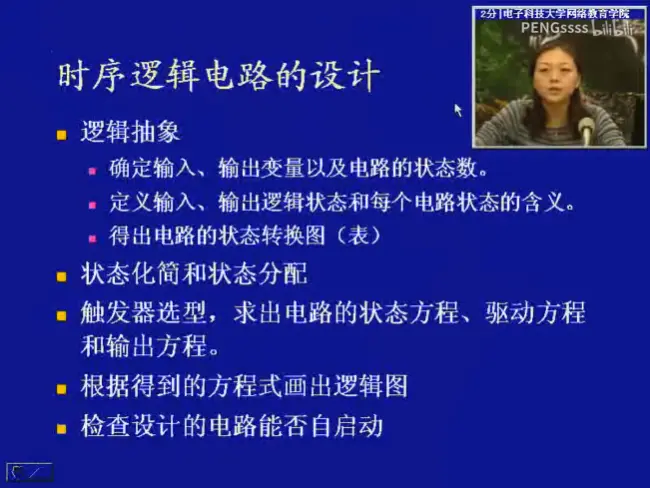 2分|电子科技大学网络教育学院
PENGssss bilibili
时序逻辑电路的设计
逻辑抽象
确定输入、输出变量以及电路的状态数。
定义输入、输出逻辑状态和每个电路状态的含义。
得出电路的状态转换图（表）
状态化简和状态分配
触发器选型，求出电路的状态方程、驱动方程
和输出方程。
根据得到的方程式画出逻辑图
检查设计的电路能否自启动